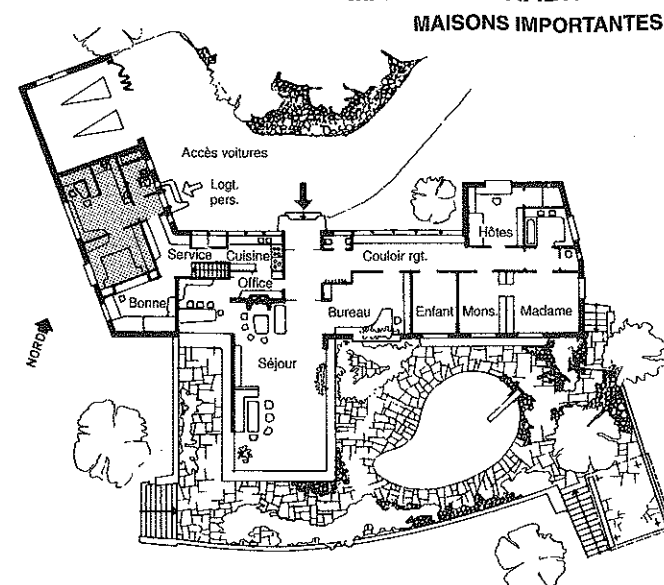 MAISONS IMPORTANTES
Accès voitures
Logt.
pers.
Hôtes
Service
Cuisine
Couloir rgt.
Office
Bonne
Bureau
Enfant
Mons.
Madame
Séjour
NORD